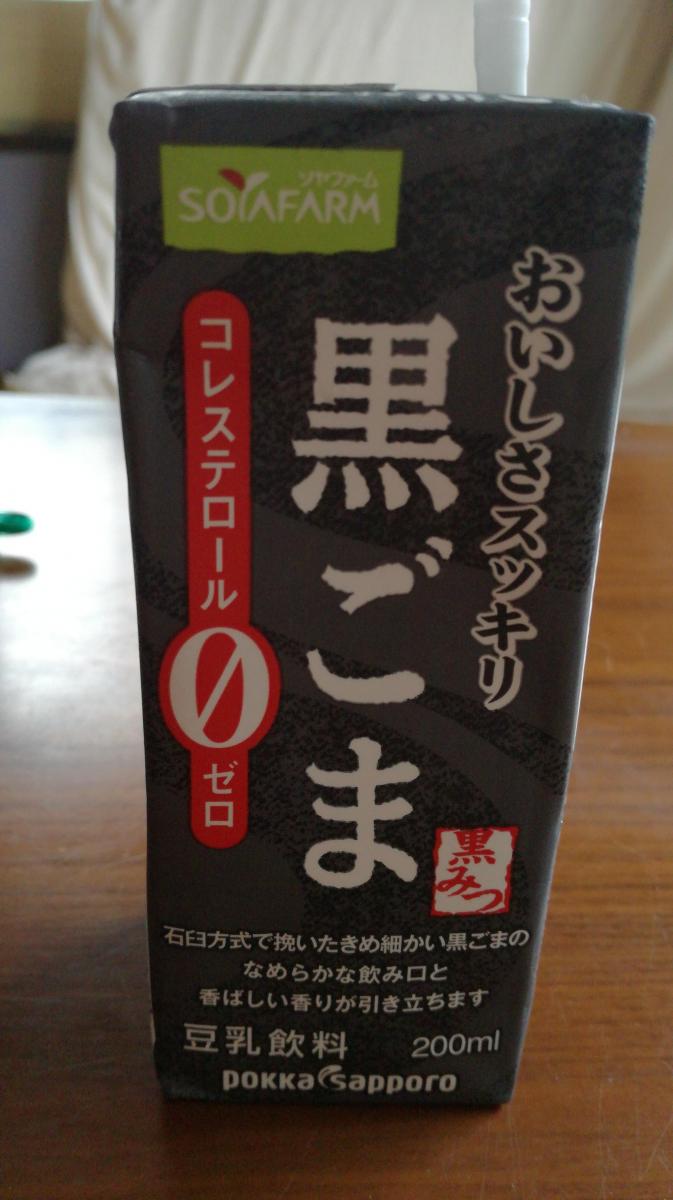 ソヤファーム
SOYAFARM
おいしさスッキリ
黒ごま
コレステロール
0
ゼロ
黒みつ
石臼方式で挽いたきめ細かい黒ごまの
なめらかな飲み口と
香ばしい香りが引き立ちます
豆乳飲料 200ml
pokka sapporo